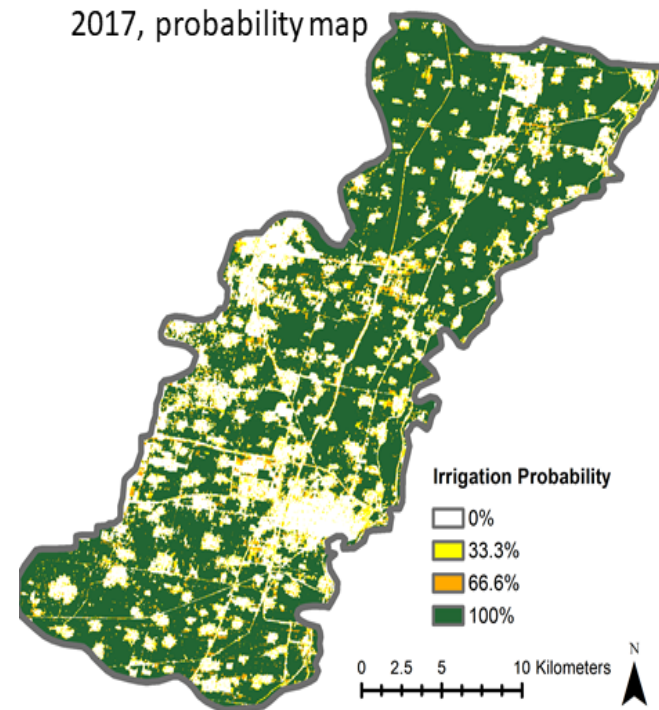 2017, probability map
Irrigation Probability
0%
33.3%
66.6%
100%
N
0 2.5 5 10 Kilometers